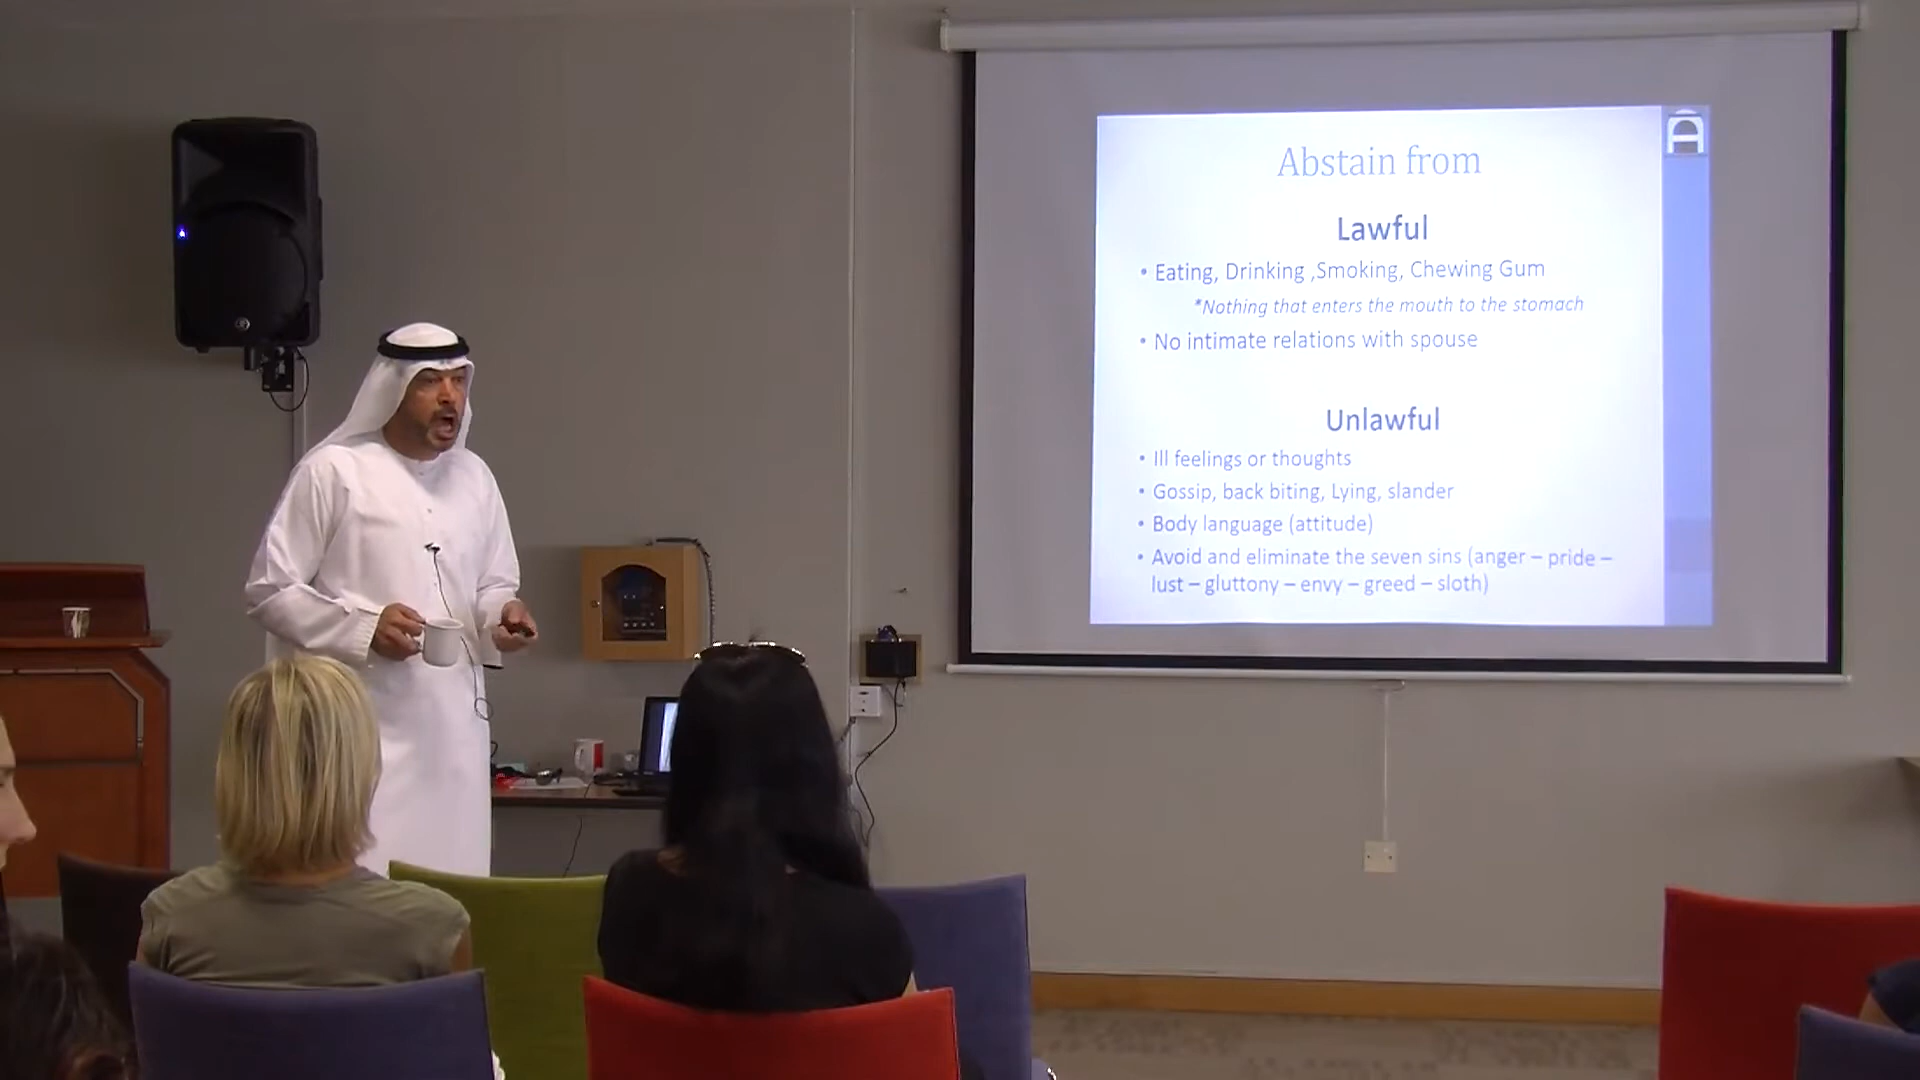 Abstain from
Lawful
• Eating, Drinking ,Smoking, Chewing Gum
*Nothing that enters the mouth to the stomach
• No intimate relations with spouse
Unlawful
• Ill feelings or thoughts
• Gossip, back biting, Lying, slander
• Body language (attitude)
• Avoid and eliminate the seven sins (anger – pride –
lust – gluttony – envy – greed – sloth)